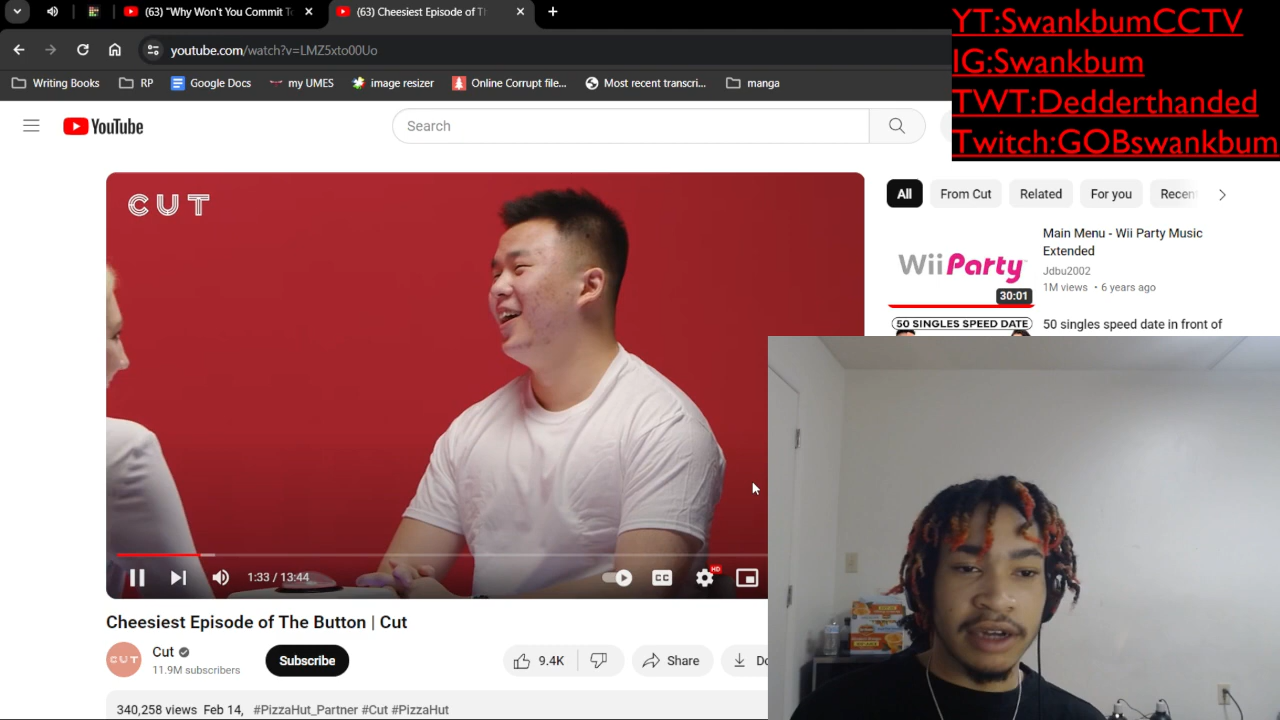 (63) "Why Won't You Commit To
(63) Cheesiest Episode of Th
youtube.com/watch?v=LMZ5xto00Uo
Writing Books
RP
Google Docs
my UMES
image resizer
Online Corrupt file...
Most recent transcri...
manga
YT:SwankbumCCTV
IG:Swankbum
TWT:Dedderthanded
Twitch:GOBswankbum
YouTube
Search
CUT
1:33 / 13:44
CC
HD
Cheesiest Episode of The Button | Cut
CUT
Cut
11.9M subscribers
Subscribe
9.4K
Share
340,258 views Feb 14, #PizzaHut_Partner #Cut #PizzaHut
All
From Cut
Related
For you
Wii Party
30:01
Main Menu - Wii Party Music
Extended
Jdbu2002
1M views • 6 years ago
50 SINGLES SPEED DATE
50 singles speed date in front of